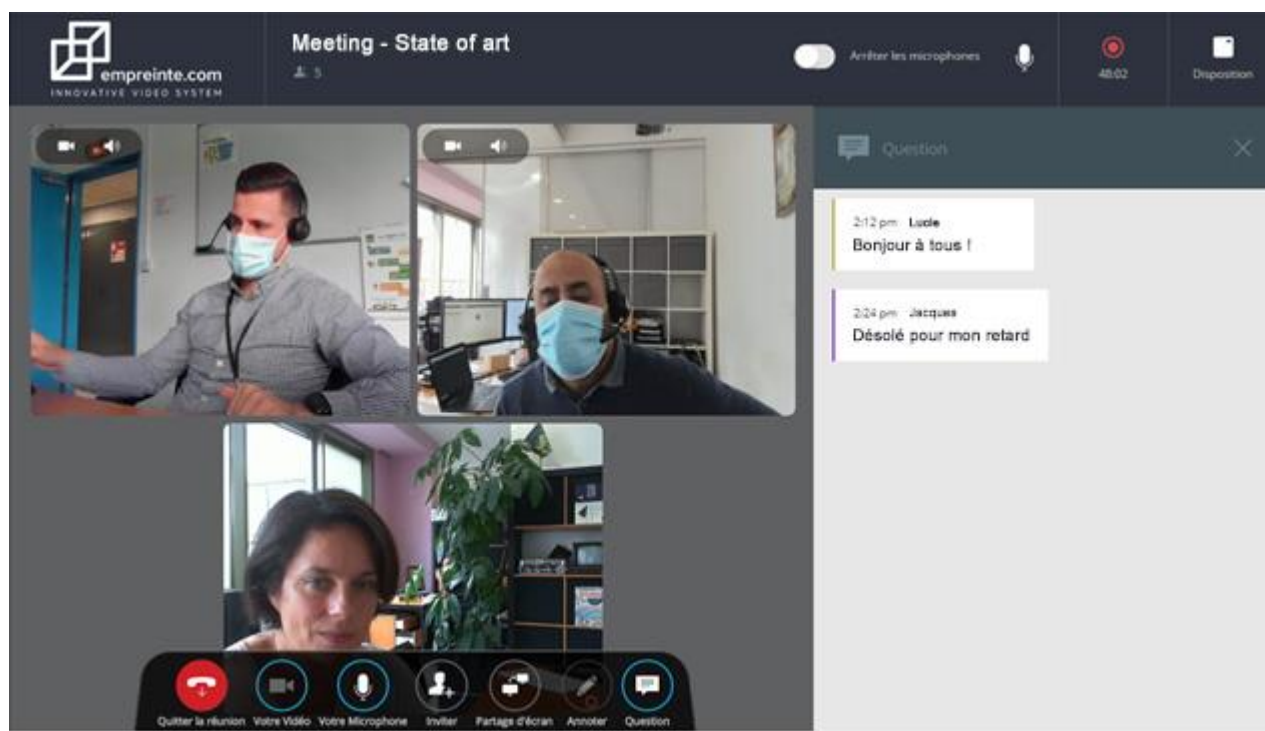 empreinte.com
INNOVATIVE VIDEO SYSTEM
Meeting - State of art
5
Arrêter les microphones
48:02
Disposition
Question
2:12 pm Lucie
Bonjour à tous !
2:24 pm Jacques
Désolé pour mon retard
Quitter la réunion
Votre Vidéo
Votre Microphone
Inviter
Partage d'écran
Annoter
Question